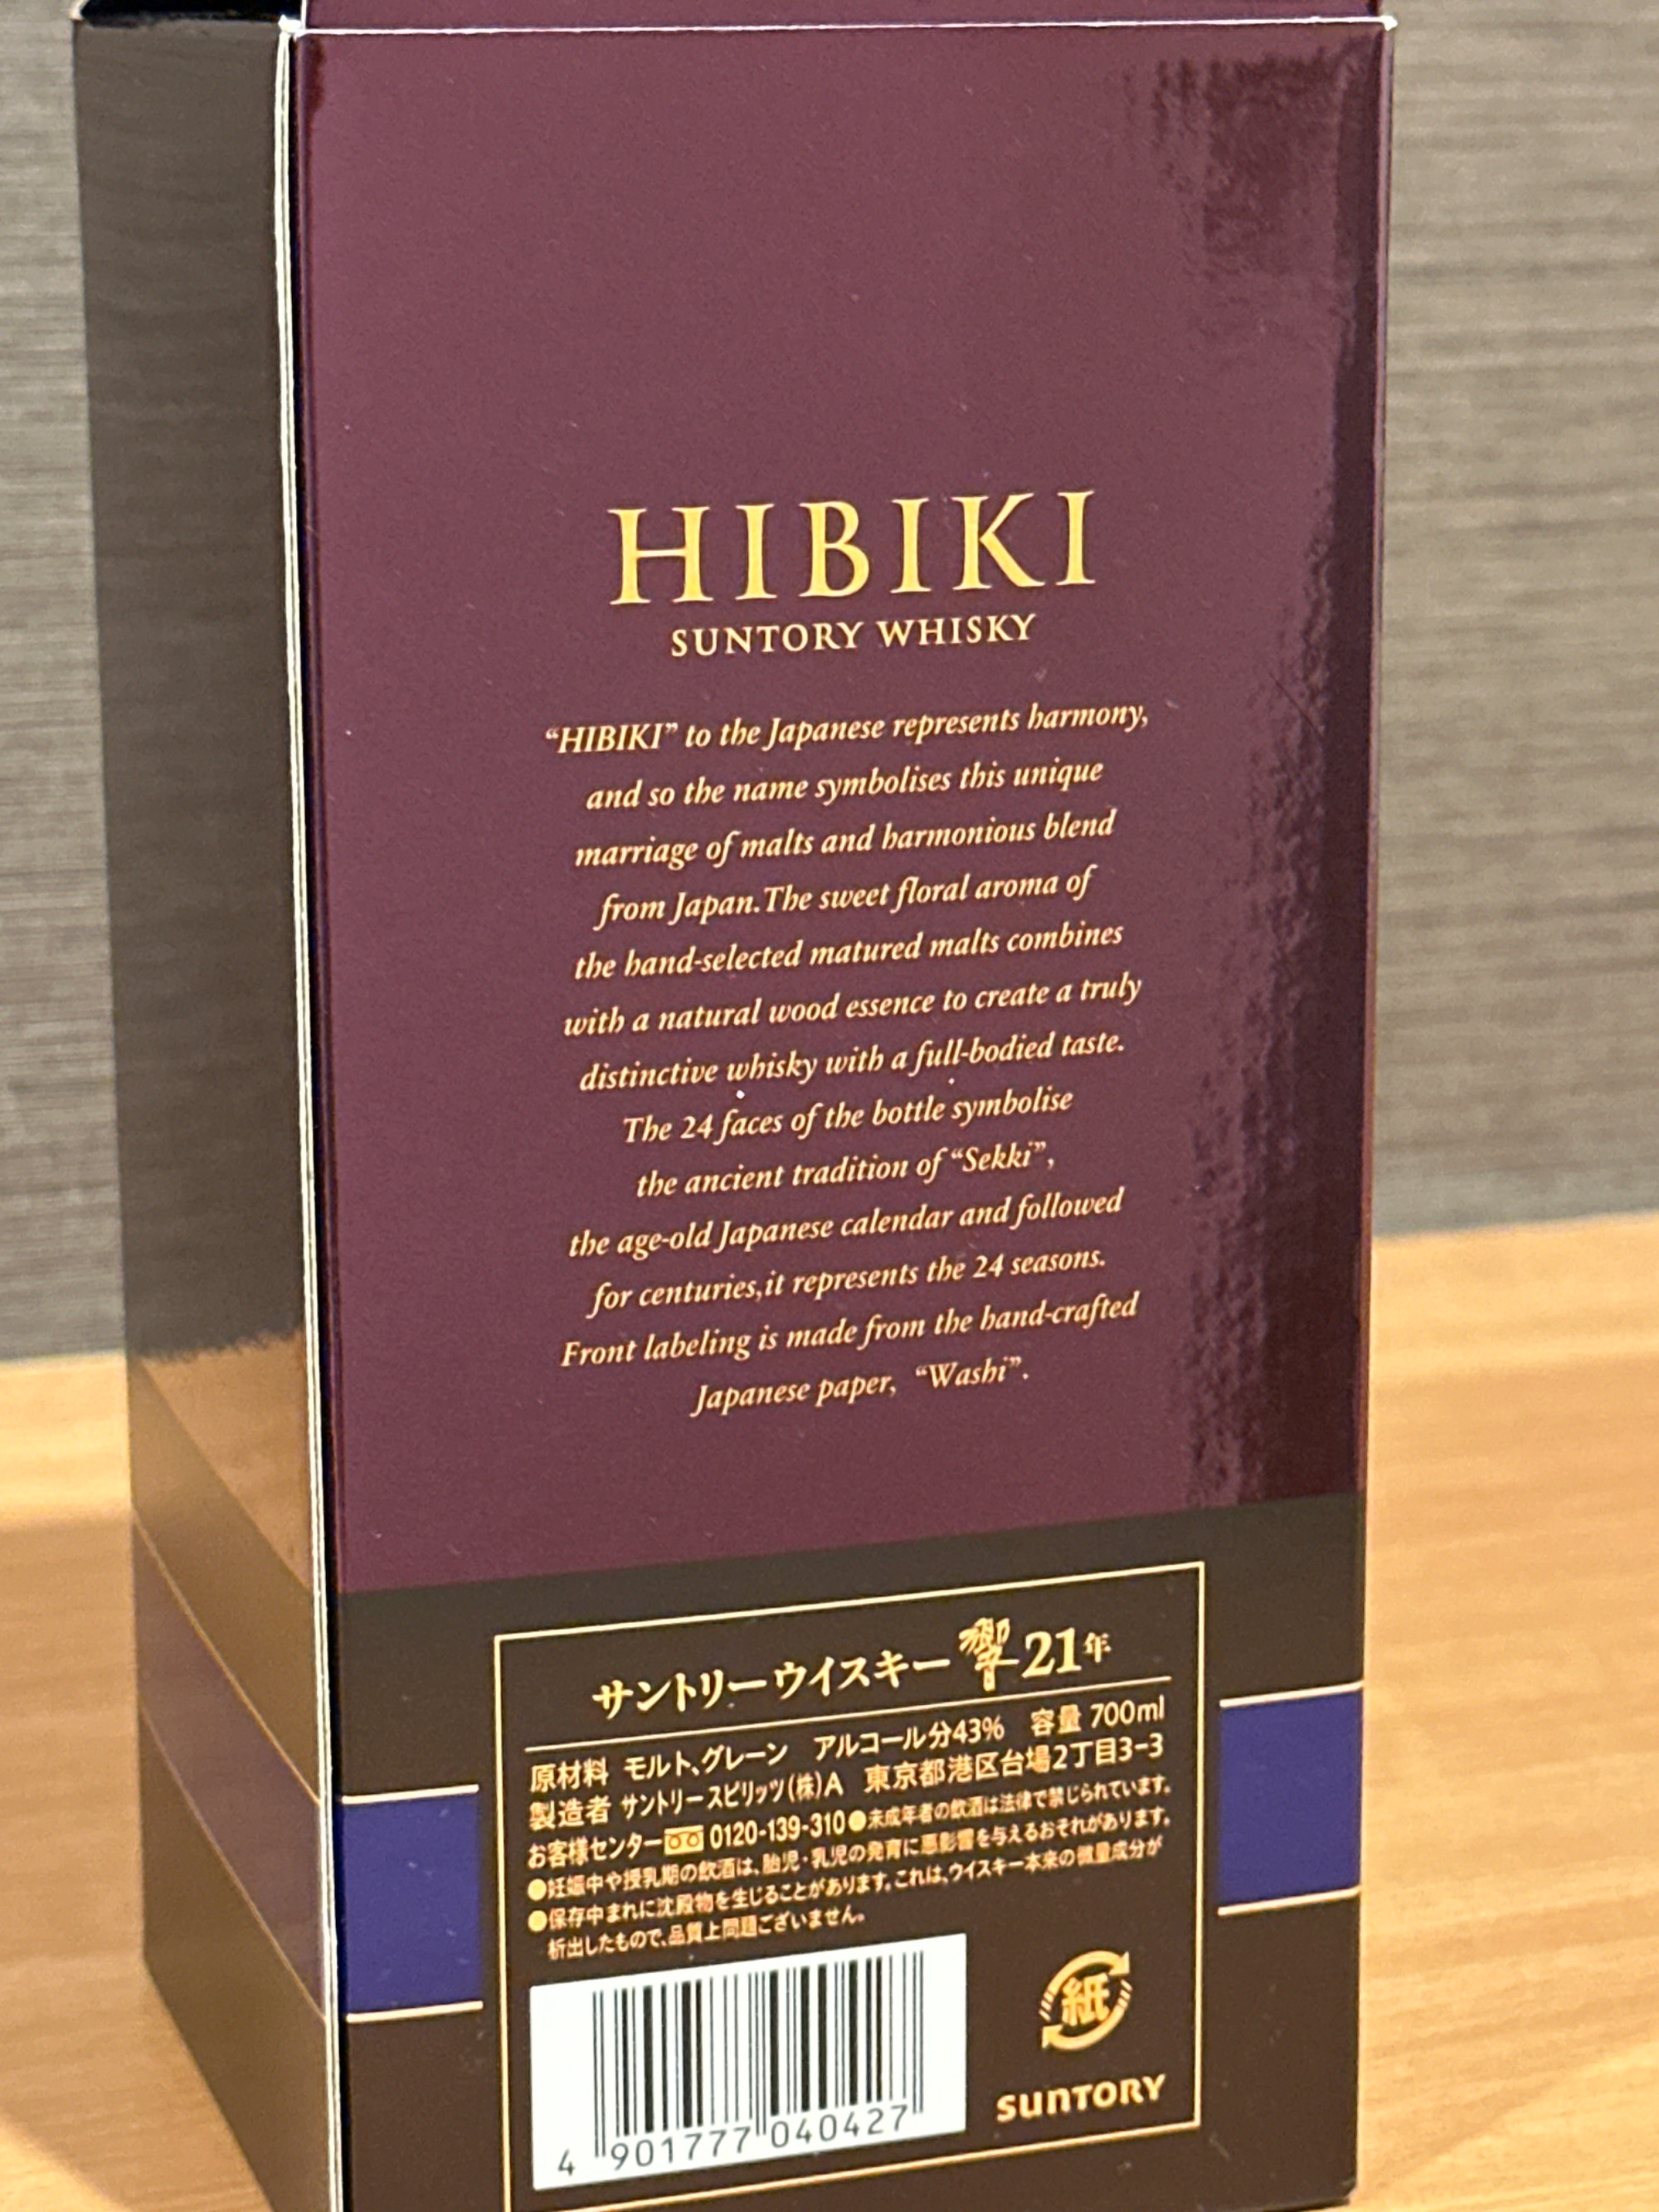 HIBIKI
SUNTORY WHISKY
“HIBIKI” to the Japanese represents harmony,
and so the name symbolises this unique
marriage of malts and harmonious blend
from Japan.The sweet floral aroma of
the hand-selected matured malts combines
with a natural wood essence to create a truly
distinctive whisky with a full-bodied taste.
The 24 faces of the bottle symbolise
the ancient tradition of “Sekki”,
the age-old Japanese calendar and followed
for centuries,it represents the 24 seasons.
Front labeling is made from the hand-crafted
Japanese paper, “Washi”.
サントリーウイスキー響21年
原材料 モルト、グレーン アルコール分43% 容量 700ml
製造者 サントリースピリッツ(株)A 東京都港区台場2丁目3-3
お客様センター 0120-139-310●未成年者の飲酒は法律で禁じられています。
●妊娠中や授乳期の飲酒は、胎児・乳児の発育に悪影響を与えるおそれがあります。
●保存中まれに沈殿物を生じることがあります。これは、ウイスキー本来の微量成分が
析出したもので、品質上問題ございません。
紙
SUNTORY
4 901777 040427